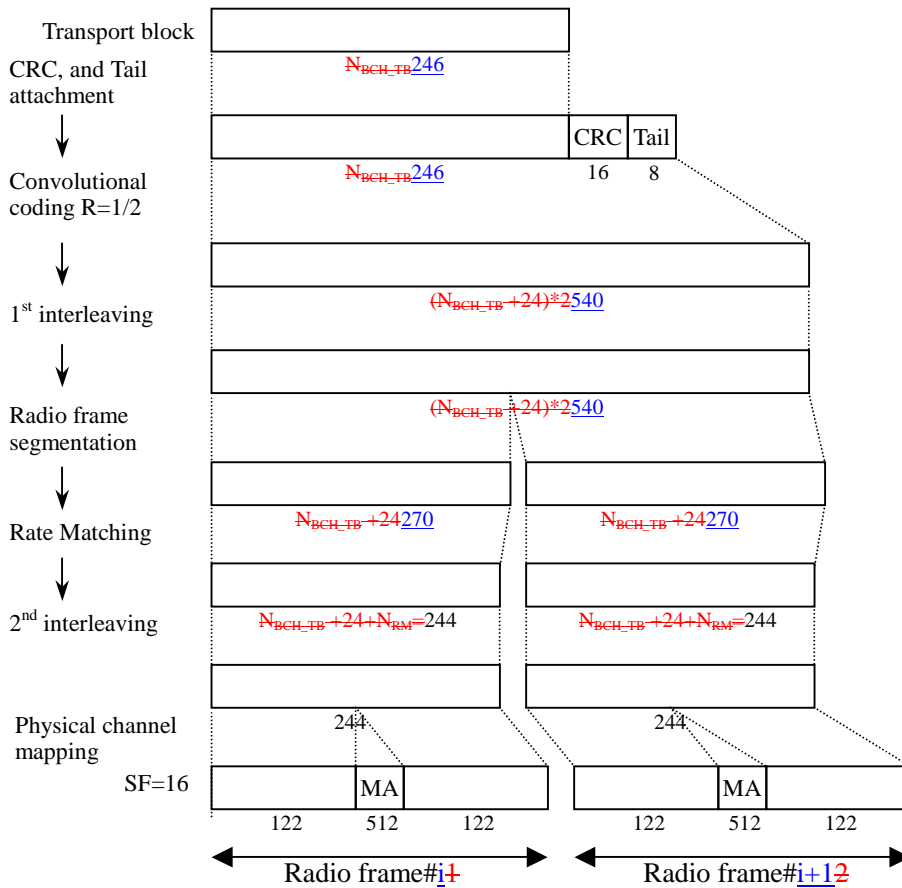 Transport block
N_BCH_TB246
CRC, and Tail
attachment
CRC Tail
N_BCH_TB246 16 8
Convolutional
coding R=1/2
(N_BCH_TB +24)*2540
1st interleaving
(N_BCH_TB +24)*2540
Radio frame
segmentation
N_BCH_TB +24270 N_BCH_TB +24270
Rate Matching
N_BCH_TB +24+N_RM=244 N_BCH_TB +24+N_RM=244
2nd interleaving
244 244
Physical channel
mapping
SF=16 MA MA
122 512 122 122 512 122
Radio frame#i1 Radio frame#i+12